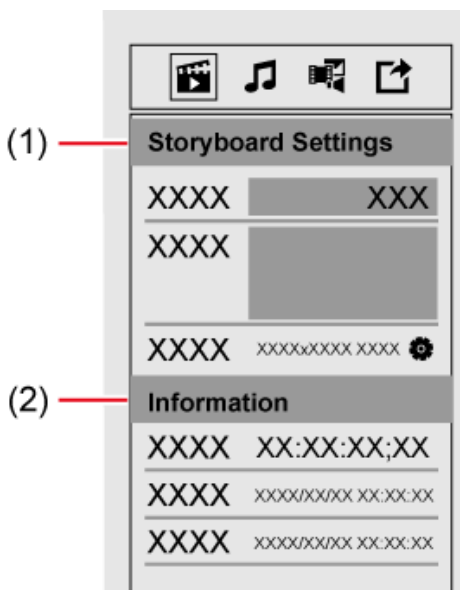 (1) Storyboard Settings
XXXX XXX
XXXX
XXXX XXXXxXXXX XXXX
(2) Information
XXXX XX:XX:XX;XX
XXXX XXXX/XX/XX XX:XX:XX
XXXX XXXX/XX/XX XX:XX:XX